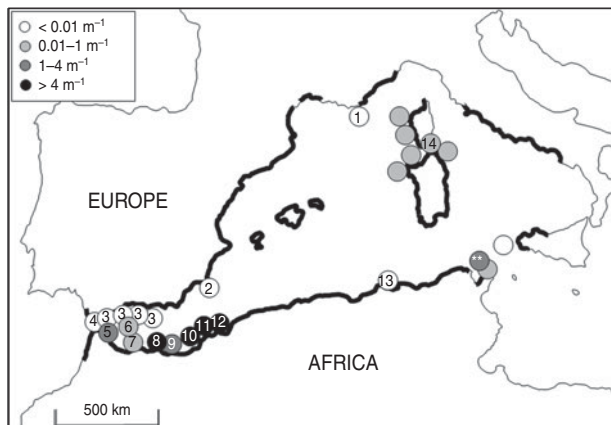 < 0.01 m⁻¹
0.01–1 m⁻¹
1–4 m⁻¹
> 4 m⁻¹
1
14
EUROPE
**
2
13
4 3 3 3 3
5 6
7 8 9 10 11 12
AFRICA
500 km